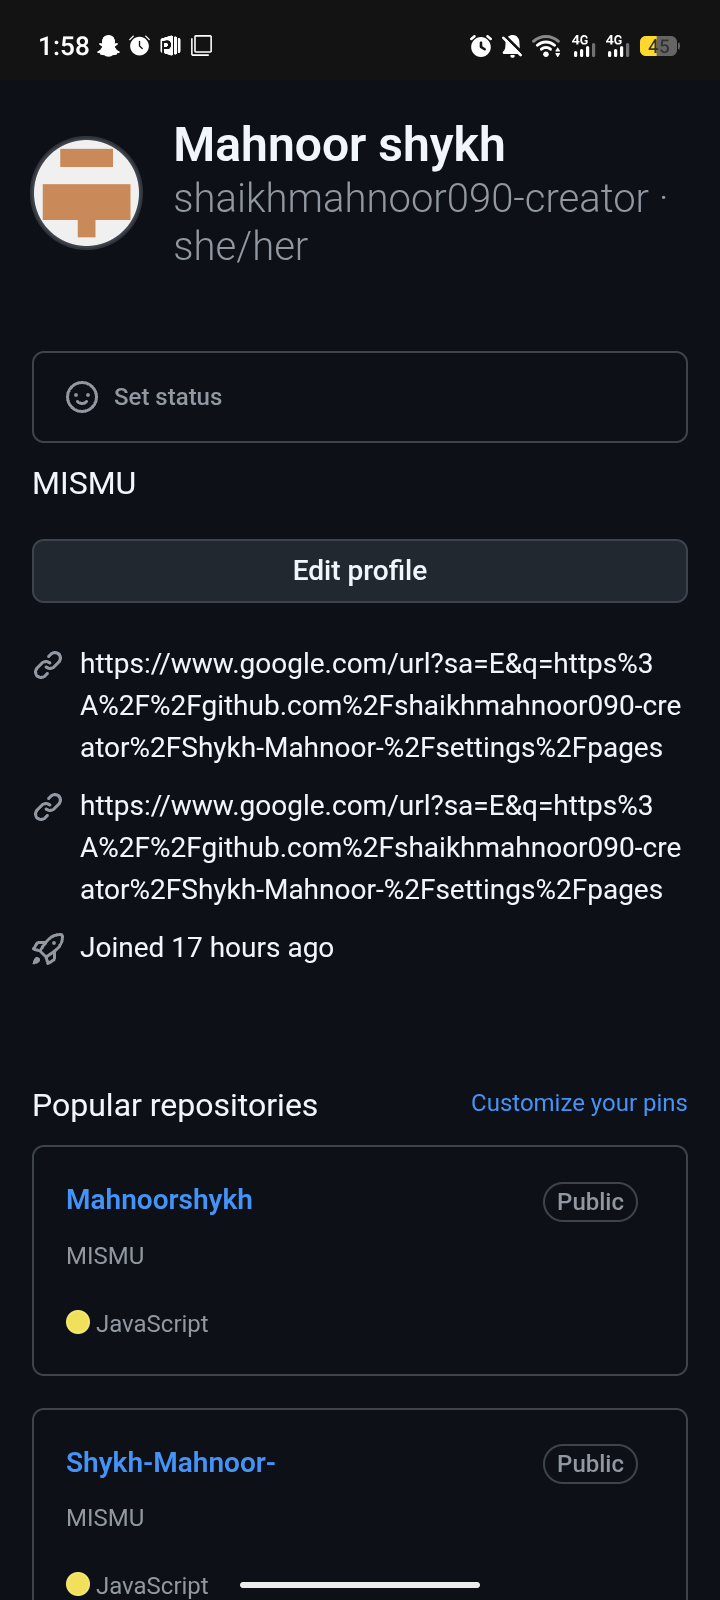 1:58
4G 4G 45
Mahnoor shykh
shaikhmahnoor090-creator ·
she/her
Set status
MISMU
Edit profile
https://www.google.com/url?sa=E&q=https%3
A%2F%2Fgithub.com%2Fshaikhmahnoor090-cre
ator%2FShykh-Mahnoor-%2Fsettings%2Fpages
https://www.google.com/url?sa=E&q=https%3
A%2F%2Fgithub.com%2Fshaikhmahnoor090-cre
ator%2FShykh-Mahnoor-%2Fsettings%2Fpages
Joined 17 hours ago
Popular repositories Customize your pins
Mahnoorshykh Public
MISMU
JavaScript
Shykh-Mahnoor- Public
MISMU
JavaScript